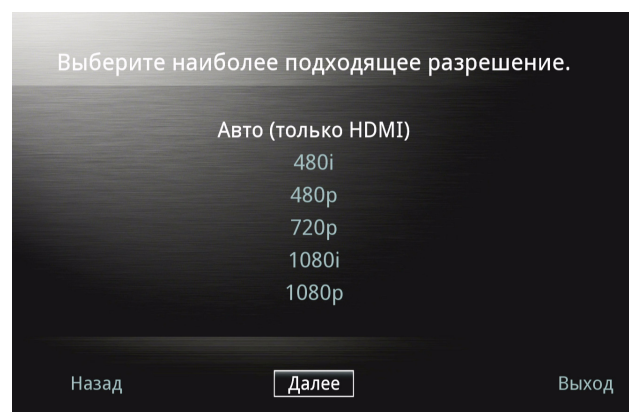 Выберите наиболее подходящее разрешение.
Авто (только HDMI)
480i
480p
720p
1080i
1080p
Назад Далее Выход